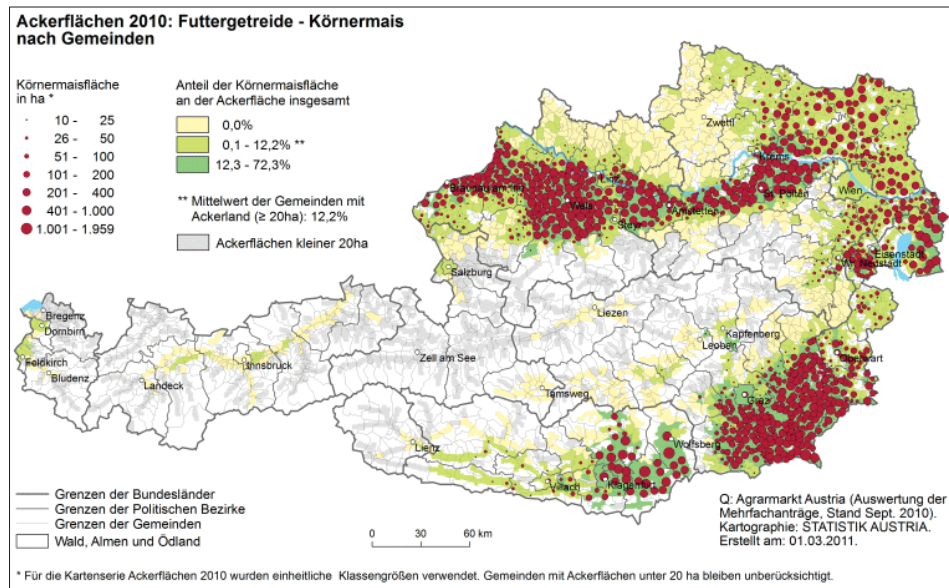 Ackerflächen 2010: Futtergetreide - Körnermais
nach Gemeinden
Körnermaisfläche
in ha *
10 - 25
26 - 50
51 - 100
101 - 200
201 - 400
401 - 1.000
1.001 - 1.959
Anteil der Körnermaisfläche
an der Ackerfläche insgesamt
0,0%
0,1 - 12,2% **
12,3 - 72,3%
** Mittelwert der Gemeinden mit
Ackerland (≥ 20ha): 12,2%
Ackerflächen kleiner 20ha
Zwettl
Krems
Linz
Braunau am Inn
St. Pölten
Wien
Wels
Amstetten
Steyr
Eisenstadt
Wr. Neustadt
Salzburg
Bregenz
Dornbirn
Liezen
Kapfenberg
Leoben
Feldkirch
Bludenz
Innsbruck
Zell am See
Oberwart
Landeck
Tamsweg
Graz
Lienz
Wolfsberg
Villach
Klagenfurt
Grenzen der Bundesländer
Grenzen der Politischen Bezirke
Grenzen der Gemeinden
Wald, Almen und Ödland
0 30 60 km
Q: Agrarmarkt Austria (Auswertung der
Mehrfachanträge, Stand Sept. 2010).
Kartographie: STATISTIK AUSTRIA.
Erstellt am: 01.03.2011.
* Für die Kartenserie Ackerflächen 2010 wurden einheitliche Klassengrößen verwendet. Gemeinden mit Ackerflächen unter 20 ha bleiben unberücksichtigt.